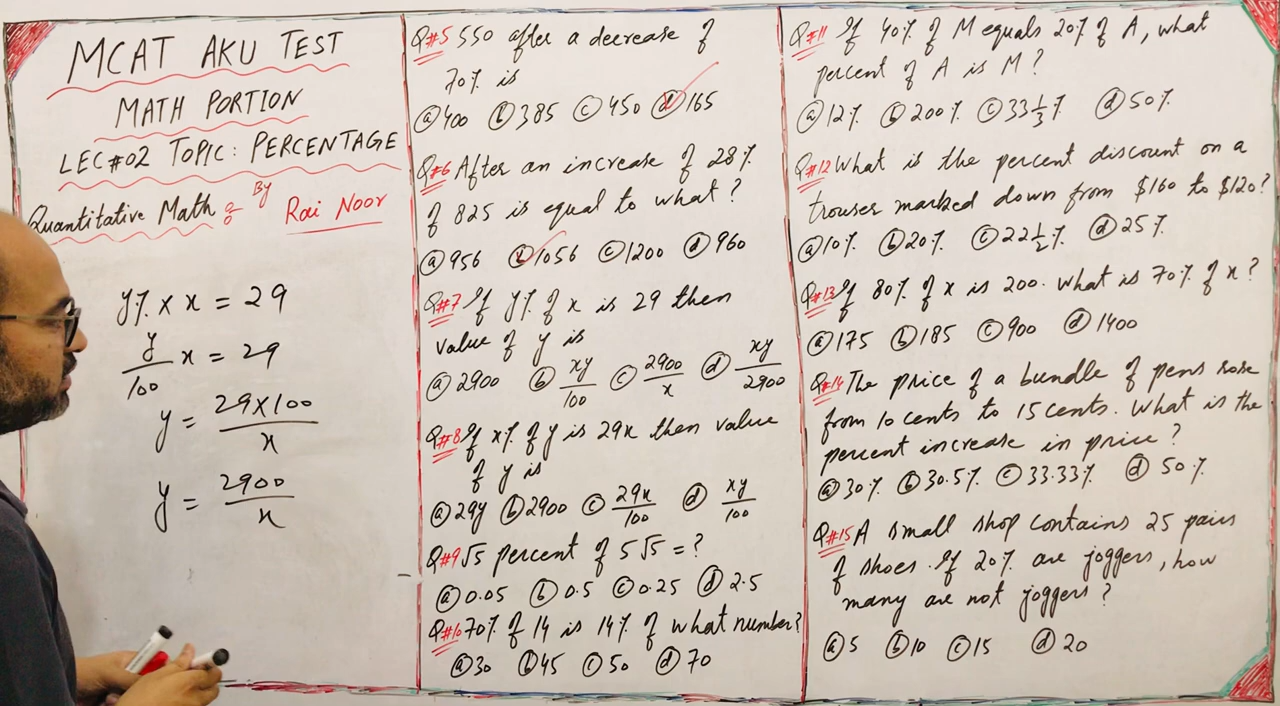 MCAT AKU TEST
MATH PORTION
LEC#02 TOPIC: PERCENTAGE
Quantitative Math By Rai Noor
y% × x = 29
y/100 x = 29
y = 29×100/x
y = 2900/x
Q#5 550 after a decrease of
70% is
(a) 400 (b) 385 (c) 450 (d) 165
Q#6 After an increase of 28%
of 825 is equal to what?
(a) 956 (b) 1056 (c) 1200 (d) 960
Q#7 If y% of x is 29 then
value of y is
(a) 2900 (b) xy/100 (c) 2900/x (d) xy/2900
Q#8 If x% of y is 29x then value
of y is
(a) 29y (b) 2900 (c) 29x/100 (d) xy/100
Q#9 √5 percent of 5√5 = ?
(a) 0.05 (b) 0.5 (c) 0.25 (d) 2.5
Q#10 70% of 14 is 14% of what number?
(a) 30 (b) 45 (c) 50 (d) 70
Q#11 If 40% of M equals 20% of A, what
percent of A is M?
(a) 12% (b) 200% (c) 33 1/3% (d) 50%
Q#12 What is the percent discount on a
trouser marked down from $160 to $120?
(a) 10% (b) 20% (c) 22 1/2% (d) 25%
Q#13 If 80% of x is 200. What is 70% of x?
(a) 175 (b) 185 (c) 900 (d) 1400
Q#14 The price of a bundle of pens rose
from 10 cents to 15 cents. What is the
percent increase in price?
(a) 30% (b) 30.5% (c) 33.33% (d) 50%
Q#15 A small shop contains 25 pairs
of shoes. If 20% are joggers, how
many are not joggers?
(a) 5 (b) 10 (c) 15 (d) 20